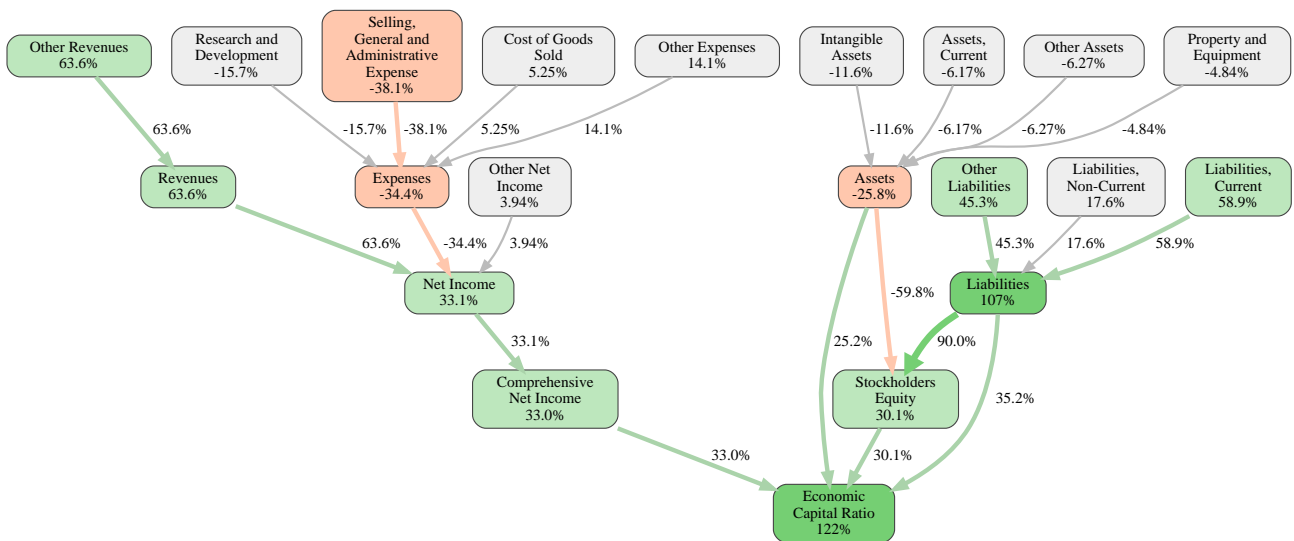 Other Revenues
63.6%
Research and
Development
-15.7%
Selling,
General and
Administrative
Expense
-38.1%
Cost of Goods
Sold
5.25%
Other Expenses
14.1%
Intangible
Assets
-11.6%
Assets,
Current
-6.17%
Other Assets
-6.27%
Property and
Equipment
-4.84%
63.6%
-15.7%
-38.1%
5.25%
14.1%
-11.6%
-6.17%
-6.27%
-4.84%
Revenues
63.6%
Expenses
-34.4%
Other Net
Income
3.94%
Assets
-25.8%
Other
Liabilities
45.3%
Liabilities,
Non-Current
17.6%
Liabilities,
Current
58.9%
63.6%
-34.4%
3.94%
45.3%
17.6%
58.9%
Net Income
33.1%
-59.8%
Liabilities
107%
33.1%
25.2%
90.0%
Comprehensive
Net Income
33.0%
Stockholders
Equity
30.1%
35.2%
33.0%
30.1%
Economic
Capital Ratio
122%